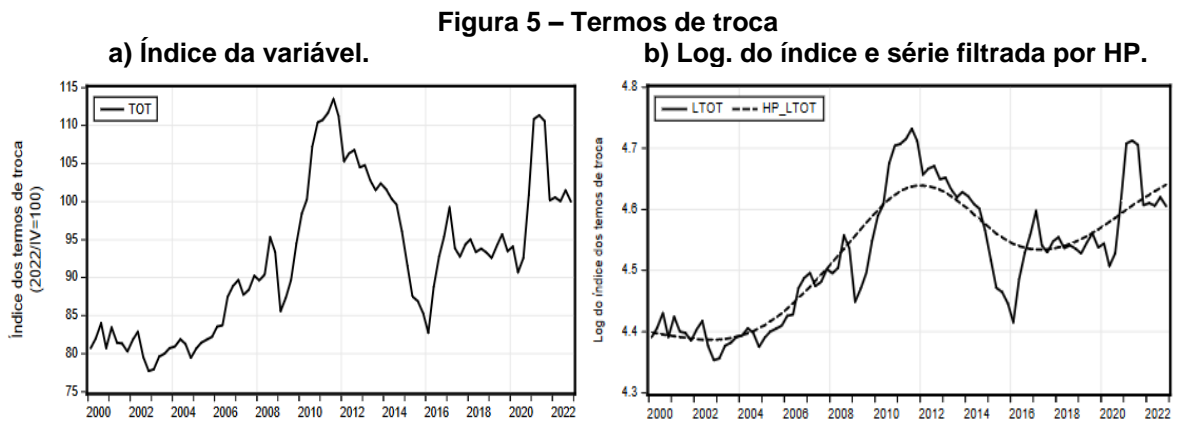 Figura 5 – Termos de troca
a) Índice da variável.
b) Log. do índice e série filtrada por HP.
Índice dos termos de troca
(2022/IV=100)
115
110
105
100
95
90
85
80
75
TOT
2000 2002 2004 2006 2008 2010 2012 2014 2016 2018 2020 2022
Log do índice dos termos de troca
4.8
4.7
4.6
4.5
4.4
4.3
LTOT HP_LTOT
2000 2002 2004 2006 2008 2010 2012 2014 2016 2018 2020 2022